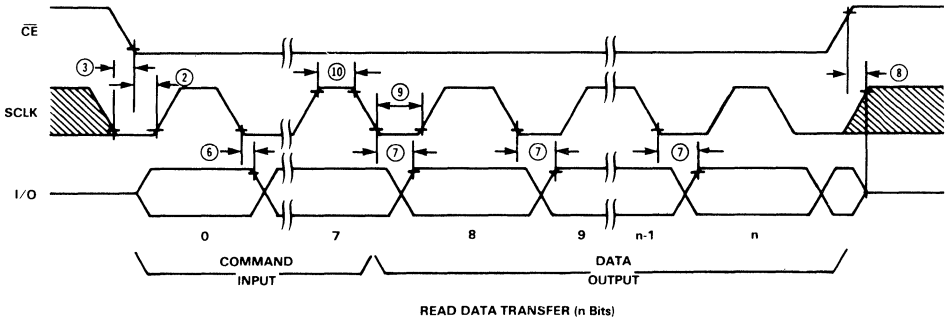 CE
③
②
⑩
⑨
⑧
SCLK
⑥
⑦
⑦
⑦
I/O
0
7
8
9
n-1
n
COMMAND
INPUT
DATA
OUTPUT
READ DATA TRANSFER (n Bits)